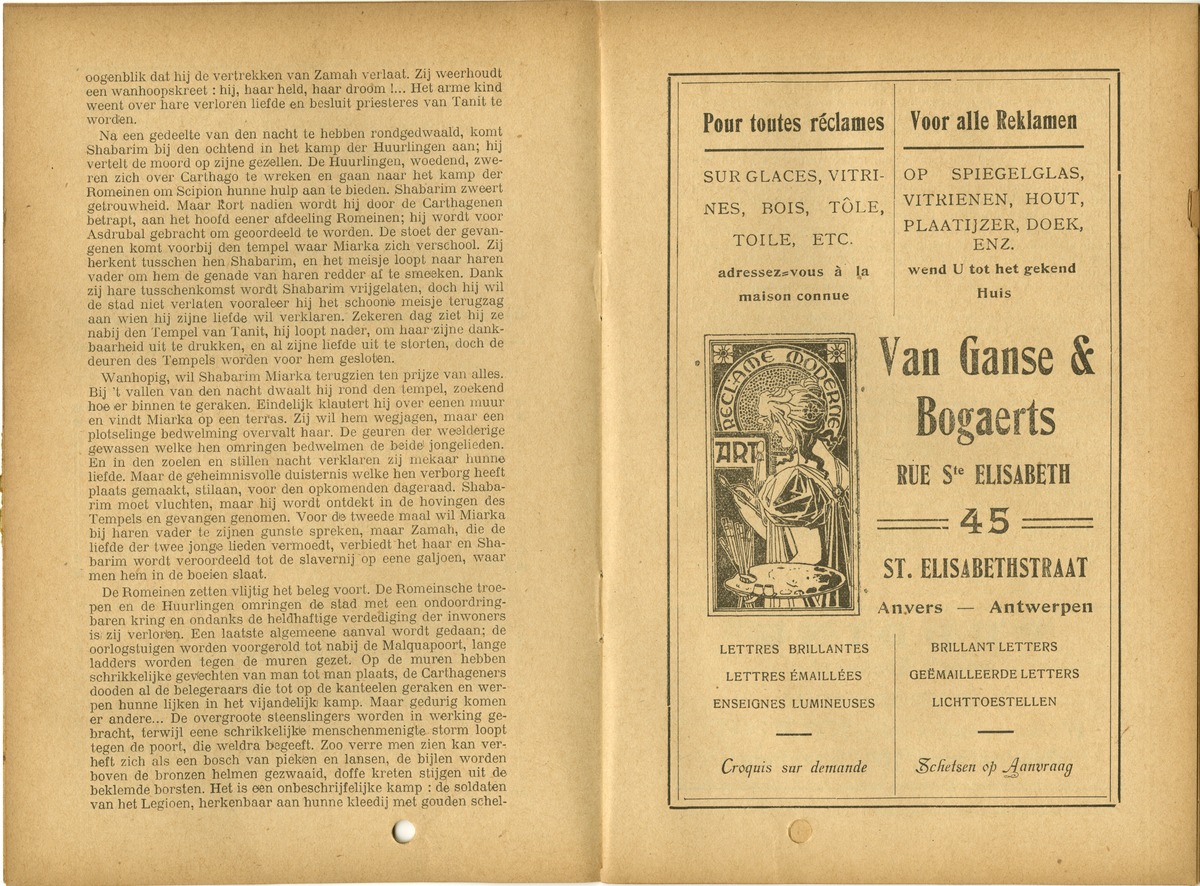 oogenblik dat hij de vertrekken van Zamah verlaat. Zij weerhoudt
een wanhoopskreet : hij, haar held, haar droom !... Het arme kind
weent over hare verloren liefde en besluit priesteres van Tanit te
worden.
Na een gedeelte van den nacht te hebben rondgedwaald, komt
Shabarim bij den ochtend in het kamp der Huurlingen aan; hij
vertelt de moord op zijne gezellen. De Huurlingen, woedend, zwe-
ren zich over Carthago te wreken en gaan naar het kamp der
Romeinen om Scipion hunne hulp aan te bieden. Shabarim zweert
getrouwheid. Maar Rort nadien wordt hij door de Carthagenen
betrapt, aan het hoofd eener afdeeling Romeinen; hij wordt voor
Asdrubal gebracht om geoordeeld te worden. De stoet der gevan-
genen komt voorbij den tempel waar Miarka zich verschool. Zij
herkent tusschen hen Shabarim, en het meisje loopt naar haren
vader om hem de genade van haren redder af te smeeken. Dank
zij hare tusschenkomst wordt Shabarim vrijgelaten, doch hij wil
de stad niet verlaten vooraleer hij het schoone meisje terugzag
aan wien hij zijne liefde wil verklaren. Zekeren dag ziet hij ze
nabij den Tempel van Tanit, hij loopt nader, om haar zijne dank-
baarheid uit te drukken, en al zijne liefde uit te storten, doch de
deuren des Tempels worden voor hem gesloten.
Wanhopig, wil Shabarim Miarka terugzien ten prijze van alles.
Bij 't vallen van den nacht dwaalt hij rond den tempel, zoekend
hoe er binnen te geraken. Eindelijk klautert hij over eenen muur
en vindt Miarka op een terras. Zij wil hem wegjagen, maar een
plotselinge bedwelming overvalt haar. De geuren der weelderige
gewassen welke hen omringen bedwelmen de beide jongelieden.
En in den zoelen en stillen nacht verklaren zij mekaar hunne
liefde. Maar de geheimnisvolle duisternis welke hen verborg heeft
plaats gemaakt, stilaan, voor den opkomenden dageraad. Shaba-
rim moet vluchten, maar hij wordt ontdekt in de hovingen des
Tempels en gevangen genomen. Voor de tweede maal wil Miarka
bij haren vader te zijnen gunste spreken, maar Zamah, die de
liefde der twee jonge lieden vermoedt, verbiedt het haar en Sha-
barim wordt veroordeeld tot de slavernij op eene galjoen, waar
men hem in de boeien slaat.
De Romeinen zetten vlijtig het beleg voort. De Romeinsche troe-
pen en de Huurlingen omringen de stad met een ondoordring-
baren kring en ondanks de heldhaftige verdediging der inwoners
is zij verloren. Een laatste algemeene aanval wordt gedaan; de
oorlogstuigen worden voorgerold tot nabij de Malquapoort, lange
ladders worden tegen de muren gezet. Op de muren hebben
schrikkelijke gevechten van man tot man plaats, de Carthageners
dooden al de belegeraars die tot op de kanteelen geraken en wer-
pen hunne lijken in het vijandelijk kamp. Maar gedurig komen
er andere... De overgroote steenslingers worden in werking ge-
bracht, terwijl eene schrikkelijke menschenmenigte storm loopt
tegen de poort, die weldra begeeft. Zoo verre men zien kan ver-
heft zich als een bosch van pieken en lansen, de bijlen worden
boven de bronzen helmen gezwaaid, doffe kreten stijgen uit de
beklemde borsten. Het is een onbeschrijfelijke kamp : de soldaten
van het Legioen, herkenbaar aan hunne kleedij met gouden schel-
Pour toutes réclames
SUR GLACES, VITRI-
NES, BOIS, TÔLE,
TOILE, ETC.
adressez-vous à la
maison connue
Voor alle Reklamen
OP SPIEGELGLAS,
VITRIENEN, HOUT,
PLAATIJZER, DOEK,
ENZ.
wend U tot het gekend
Huis
RECLAME MODERNE
ART
Van Ganse &
Bogaerts
RUE Ste ELISABETH
45
ST. ELISABETHSTRAAT
Anvers — Antwerpen
LETTRES BRILLANTES
LETTRES ÉMAILLÉES
ENSEIGNES LUMINEUSES
Croquis sur demande
BRILLANT LETTERS
GEËMAILLEERDE LETTERS
LICHTTOESTELLEN
Schetsen op Aanvraag